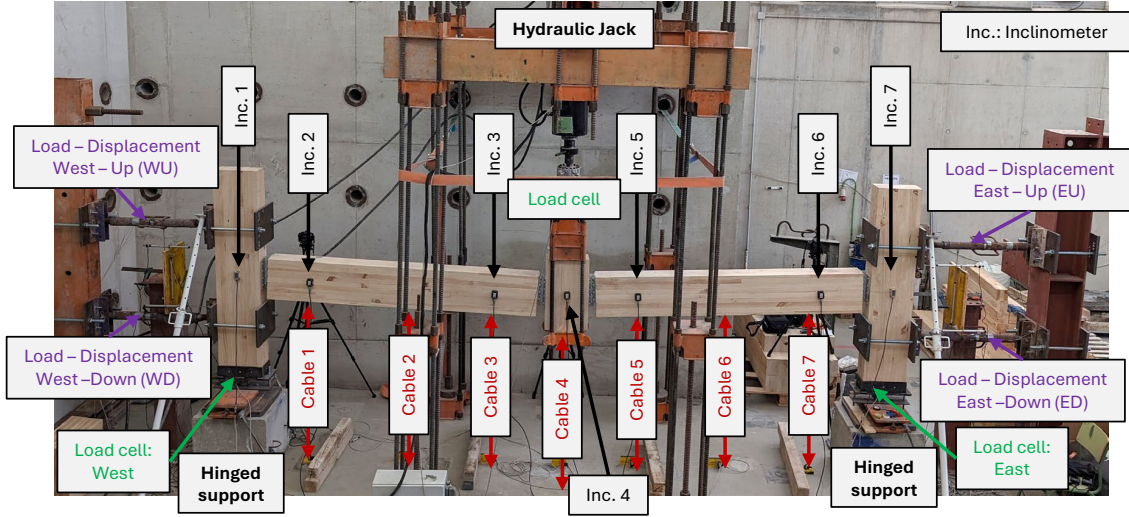 Hydraulic Jack
Inc.: Inclinometer
Inc. 1
Inc. 2
Inc. 3
Inc. 5
Inc. 6
Inc. 7
Load – Displacement
West – Up (WU)
Load – Displacement
East – Up (EU)
Load cell
Load – Displacement
West –Down (WD)
Cable 1
Cable 2
Cable 3
Cable 4
Cable 5
Cable 6
Cable 7
Load – Displacement
East –Down (ED)
Load cell:
West
Hinged
support
Inc. 4
Hinged
support
Load cell:
East